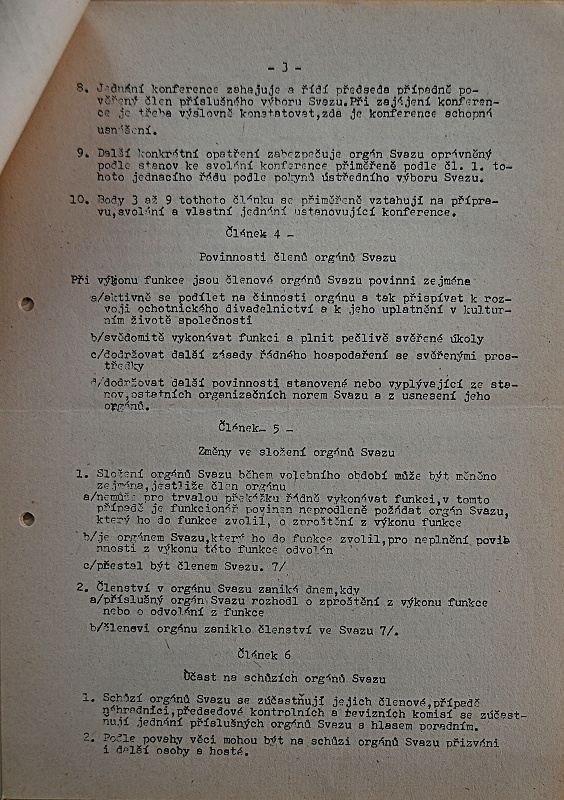 - 3 -
8. Jednání konference zahajuje a řídí předseda případně po-
věřený člen příslušného výboru Svazu.Při zajájení konferen-
ce je třeba výslovně konstatovat,zda je konference schopná
usnášení.
9. Další konkrátní opatření zabezpečuje orgán Svazu oprávněný
podle stanov ke svolání konference přiměřeně podle čl. 1. to-
hoto jednacího řádu podle pokynů ústředního výboru Svazu.
10. Body 3 až 9 tothoto článku se přiměřeně vztahují na přípra-
vu,svolání a vlastní jednání ustanovující konference.
Článek 4 -
Povinnosti členů orgánů Svazu
Při výkonu funkce jsou členové orgánů Svazu povinni zejména
a/aktivně se podílet na činnosti orgánu a tak přispívat k roz-
voji ochotnického divadelnictví a k jeho uplatnění v kultur-
ním životě společnosti
b/svědomitě vykonávat funkci a plnit pečlivě svěřené úkoly
c/dodržovat další zásady řádného hospodaření se svěřenými pros-
tředky
d/dodržovat další povinnosti stanovené nebo vyplývající ze sta-
nov,ostatních organizačních norem Svazu a z usnesení jeho
orgánů.
Článek- 5 -
Změny ve složení orgánů Svazu
1. Složení orgánů Svazu během volebního období může být měněno
zejména,jestliže člen orgánu
a/nemůže pro trvalou překážku řádně vykonávat funkci,v tomto
případě je funkcionář povinen neprodleně požádat orgán Svazu,
který ho do funkce zvolil, o zproštění z výkonu funkce
b/je orgánem Svazu,který ho do funkce zvolil,pro neplnění povin
nností z výkonu této funkce odvolán
c/přestal být členem Svazu. 7/
2. Členství v orgánu Svazu zaniká dnem,kdy
a/příslušný orgán Svazu rozhodl o zproštění z výkonu funkce
nebo o odvolání z funkce
b/členovi orgánu zaniklo členství ve Svazu 7/.
Článek 6
Účast na schůzích orgánů Svazu
1. Schůzí orgánů Svazu se zúčastňují jejich členové,případě
náhradníci,předsedové kontrolních a revizních komisí se zúčast-
nují jednání příslušných orgánů Svazu s hlasem poradním.
2. Podle povahy věci mohou být na schůzi orgánů Svazu přizváni
i další osoby a hosté.